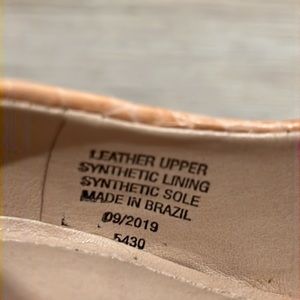 LEATHER UPPER
SYNTHETIC LINING
SYNTHETIC SOLE
MADE IN BRAZIL
09/2019
5430